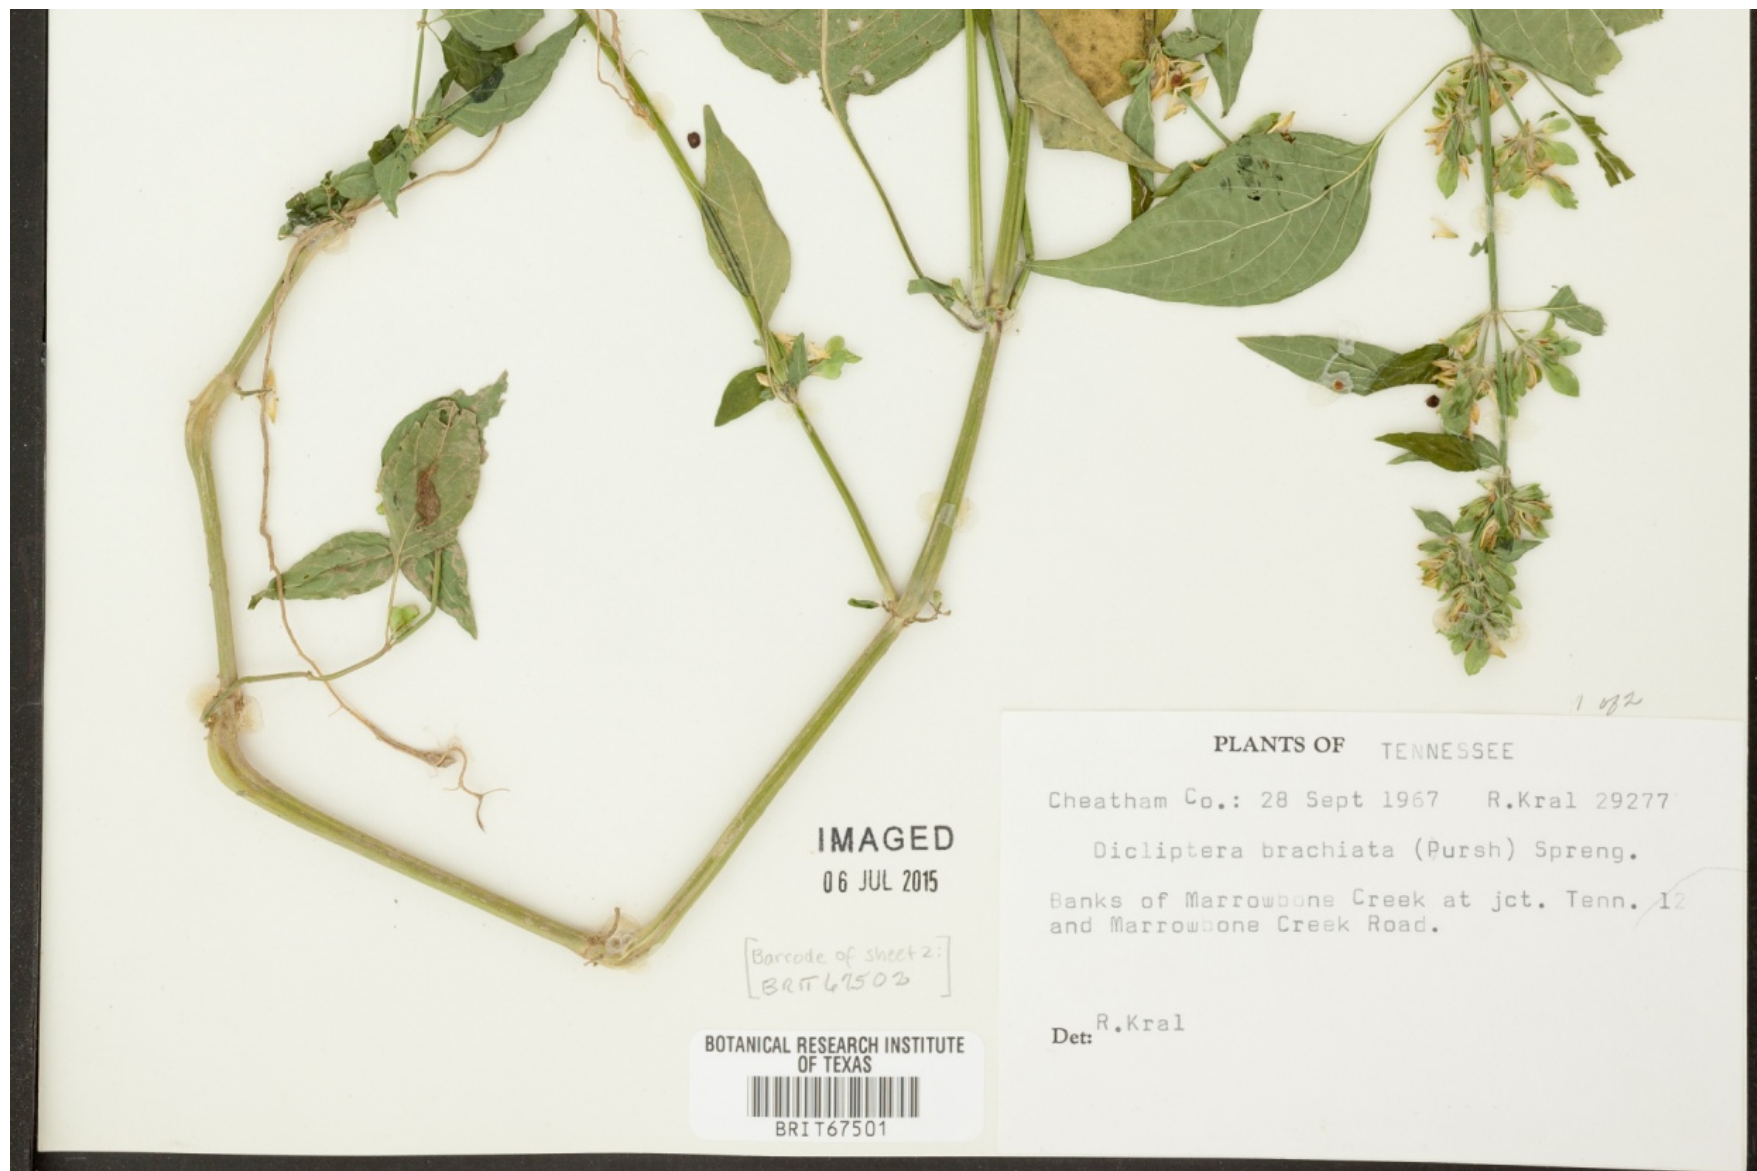 1 of 2
PLANTS OF TENNESSEE
Cheatham Co.: 28 Sept 1967 R.Kral 29277
Dicliptera brachiata (Pursh) Spreng.
Banks of Marrowbone Creek at jct. Tenn. 12
and Marrowbone Creek Road.
Det: R.Kral
IMAGED
06 JUL 2015
[Barcode of sheet 2:
BRIT67502]
BOTANICAL RESEARCH INSTITUTE
OF TEXAS
BRIT67501